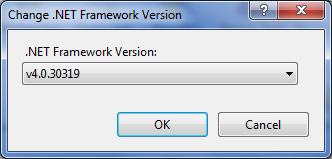 Change .NET Framework Version
.NET Framework Version:
v4.0.30319
OK
Cancel